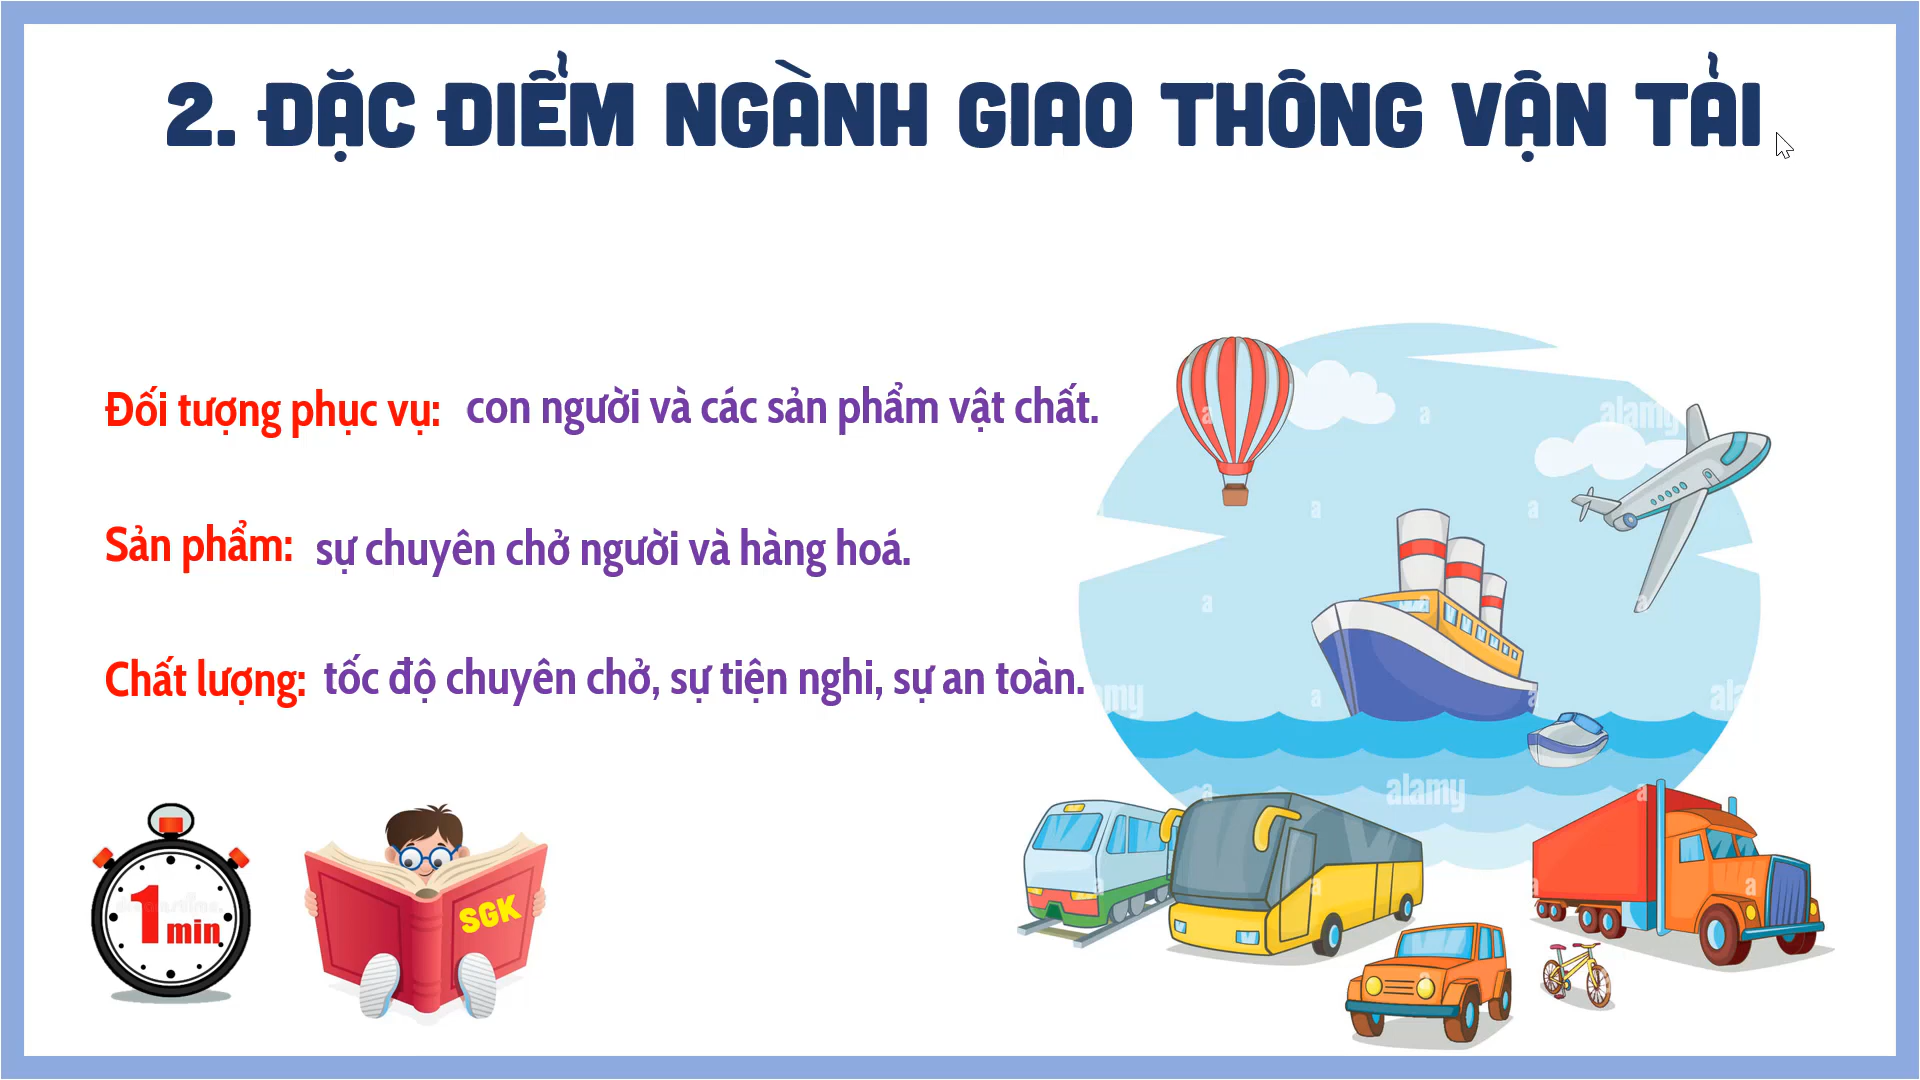 2. ĐẶC ĐIỂM NGÀNH GIAO THÔNG VẬN TẢI
Đối tượng phục vụ: con người và các sản phẩm vật chất.
Sản phẩm: sự chuyên chở người và hàng hoá.
Chất lượng: tốc độ chuyên chở, sự tiện nghi, sự an toàn.
1 min
SGK
alamy
alamy